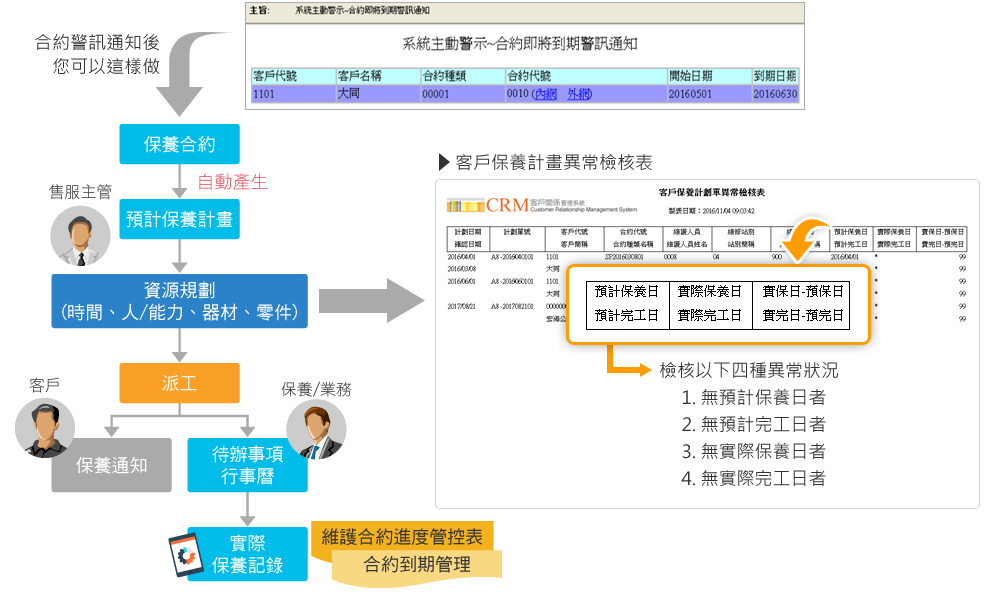 主旨: 系統主動警示~合約即將到期警訊通知
系統主動警示~合約即將到期警訊通知
客戶代號 客戶名稱 合約種類 合約代號 開始日期 到期日期
1101 大同 00001 0010 (內網 外網) 20160501 20160630
合約警訊通知後
您可以這樣做
保養合約
自動產生
售服主管
預計保養計畫
資源規劃
(時間、人/能力、器材、零件)
派工
客戶
保養/業務
保養通知
待辦事項
行事曆
實際
保養記錄
維護合約進度管控表
合約到期管理
客戶保養計畫異常檢核表
客戶保養計劃單異常檢核表
CRM 客戶關係管理系統
Customer Relationship Management System
製表日期：2016/11/04 09:03:42
計劃日期 計劃單號 客戶代號 合約代號 維護人員 維修站別 預計保養日 實際保養日 實保日-預保日
確認日期 客戶簡稱 合約種類名稱 維護人員姓名 站別簡稱 預計完工日 實際完工日 實完日-預完日
2016/04/01 A8-2016040101 1101 SP2016030801 0008 04 900 2016/04/01 * 99
2016/03/08 大同 * 99
2016/06/01 A8-2016060101 1101 * 99
大同 * 99
2017/08/21 A8-2017082101 * 99
* 99
預計保養日 實際保養日 實保日-預保日
預計完工日 實際完工日 實完日-預完日
檢核以下四種異常狀況
1. 無預計保養日者
2. 無預計完工日者
3. 無實際保養日者
4. 無實際完工日者